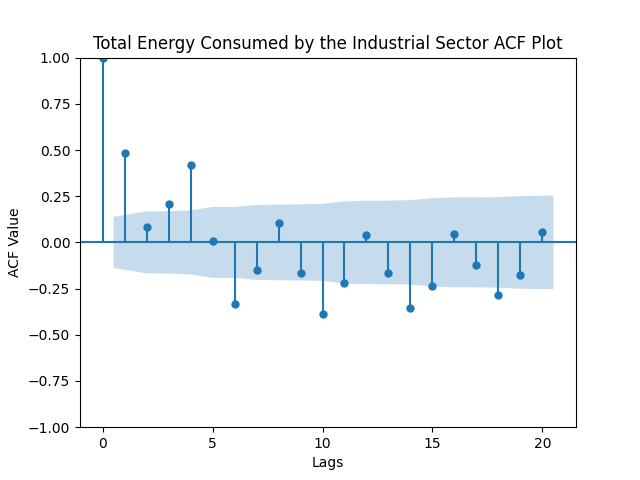 Total Energy Consumed by the Industrial Sector ACF Plot
1.00
0.75
0.50
0.25
0.00
−0.25
−0.50
−0.75
−1.00
ACF Value
0 5 10 15 20
Lags